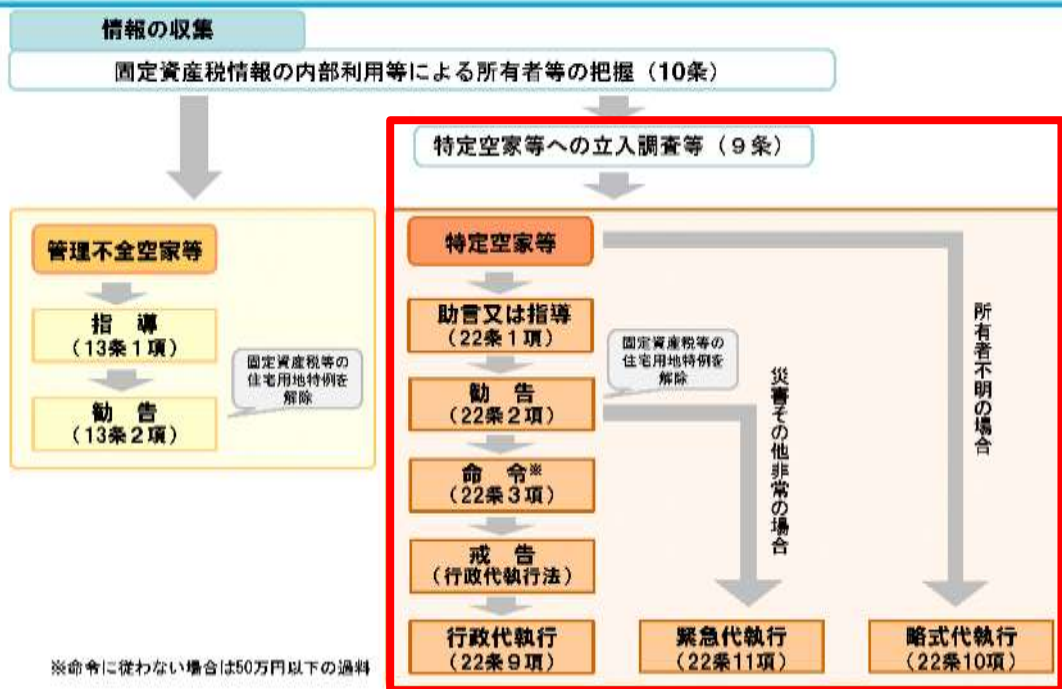 情報の収集
固定資産税情報の内部利用等による所有者等の把握（10条）
特定空家等への立入調査等（９条）
管理不全空家等
指　導
（13条１項）
勧　告
（13条２項）
固定資産税等の
住宅用地特例を
解除
特定空家等
助言又は指導
（22条１項）
勧　告
（22条２項）
命　令※
（22条３項）
戒　告
（行政代執行法）
行政代執行
（22条９項）
固定資産税等の
住宅用地特例を
解除
災害その他非常の場合
緊急代執行
（22条11項）
所有者不明の場合
略式代執行
（22条10項）
※命令に従わない場合は50万円以下の過料